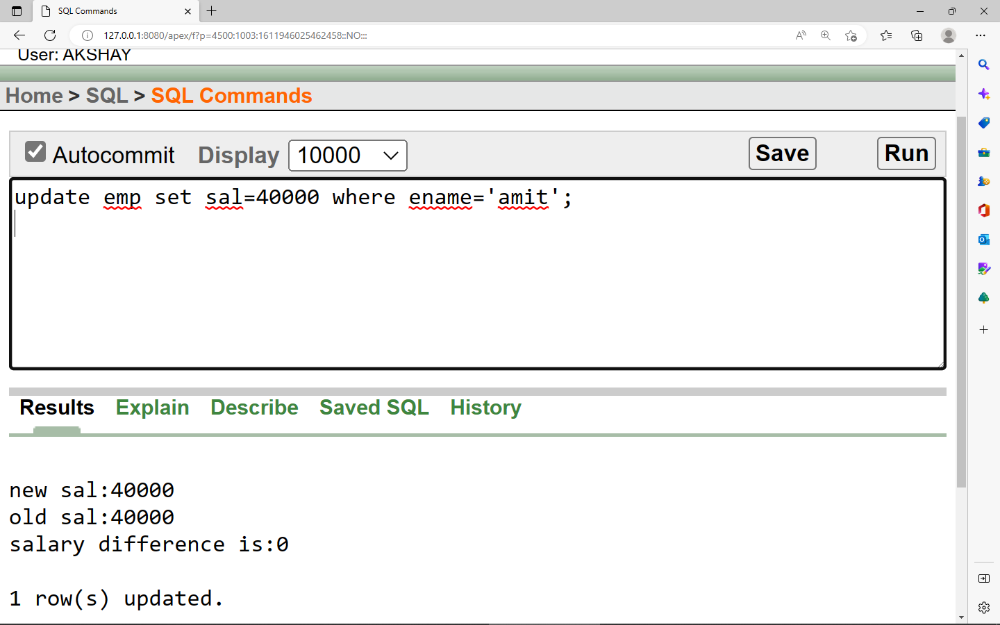 SQL Commands
127.0.0.1:8080/apex/f?p=4500:1003:1611946025462458::NO:::
User: AKSHAY
Home > SQL > SQL Commands
Autocommit Display 10000 Save Run
update emp set sal=40000 where ename='amit';
Results Explain Describe Saved SQL History
new sal:40000
old sal:40000
salary difference is:0
1 row(s) updated.